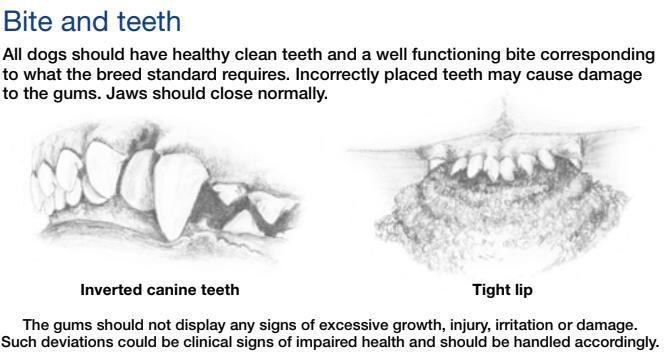 Bite and teeth
All dogs should have healthy clean teeth and a well functioning bite corresponding
to what the breed standard requires. Incorrectly placed teeth may cause damage
to the gums. Jaws should close normally.
Inverted canine teeth
Tight lip
The gums should not display any signs of excessive growth, injury, irritation or damage.
Such deviations could be clinical signs of impaired health and should be handled accordingly.